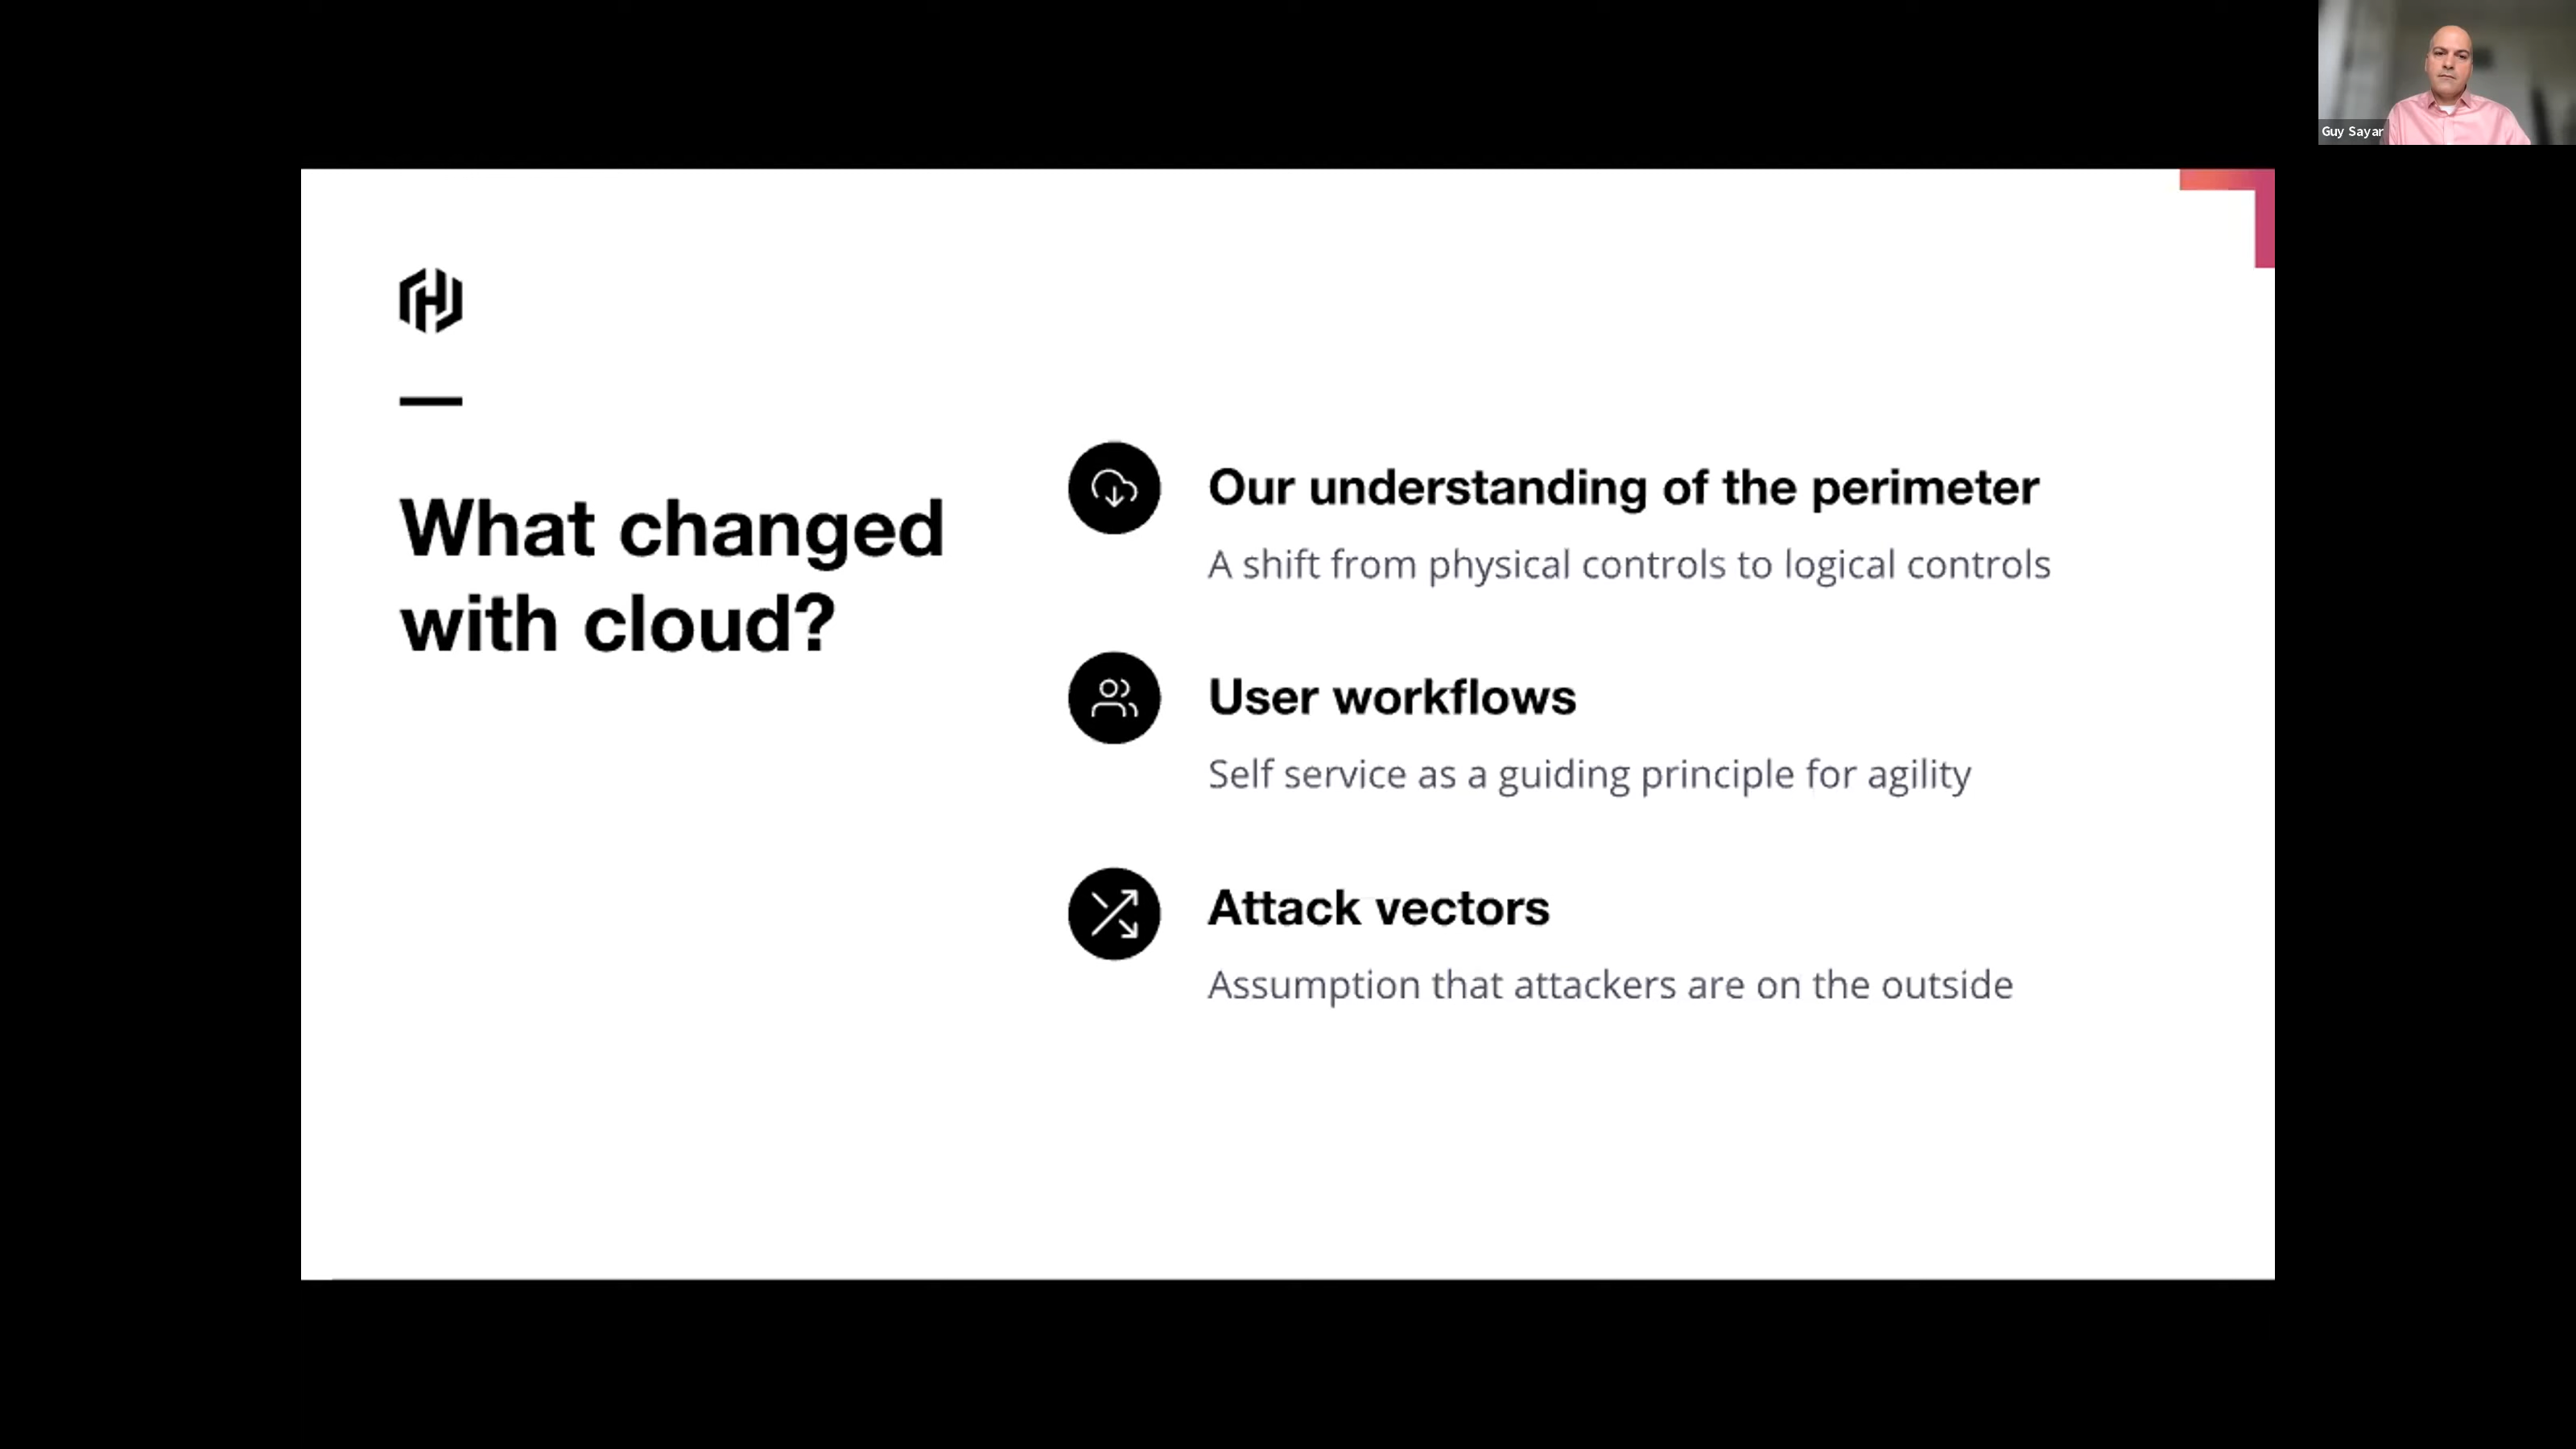 Guy Sayar
What changed
with cloud?
Our understanding of the perimeter
A shift from physical controls to logical controls
User workflows
Self service as a guiding principle for agility
Attack vectors
Assumption that attackers are on the outside